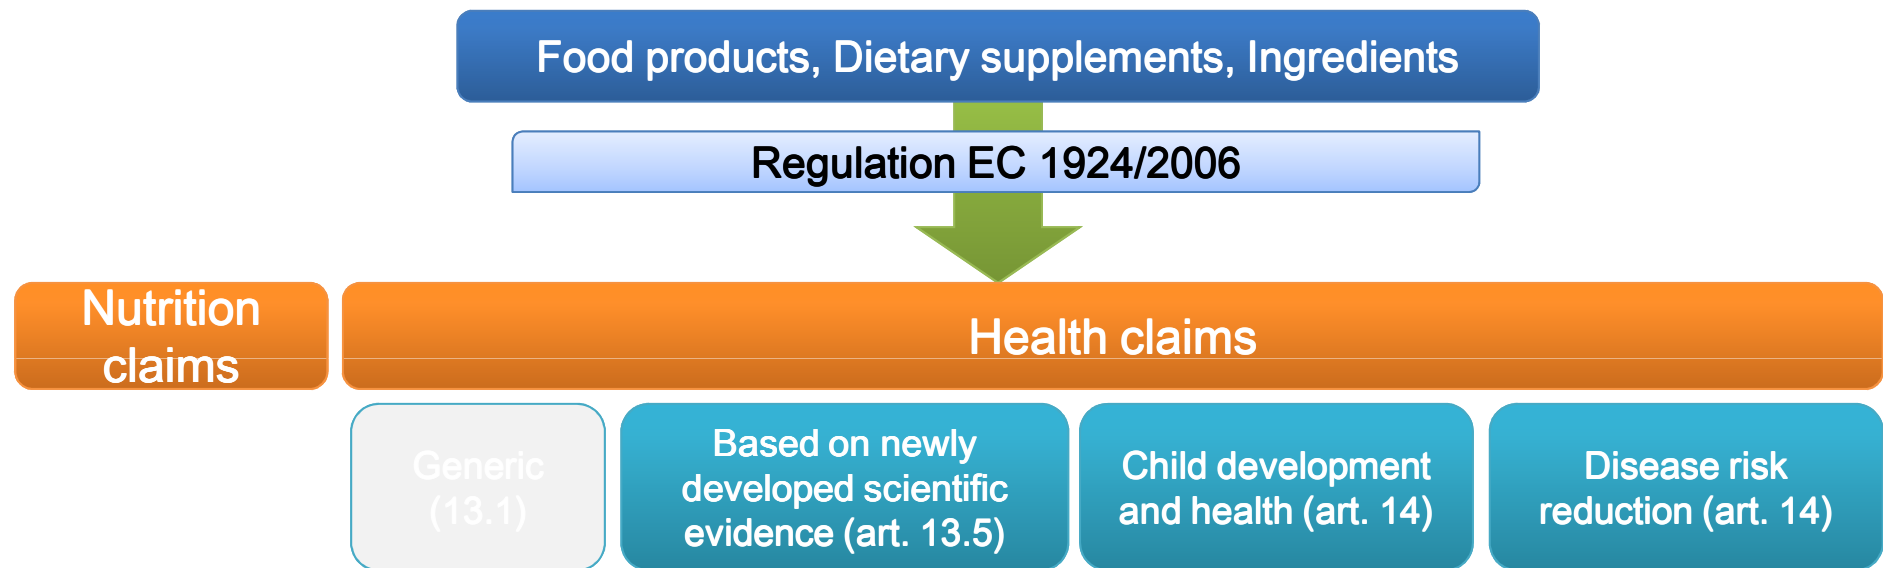 Food products, Dietary supplements, Ingredients
Regulation EC 1924/2006
Nutrition
claims
Health claims
Generic
(13.1)
Based on newly
developed scientific
evidence (art. 13.5)
Child development
and health (art. 14)
Disease risk
reduction (art. 14)